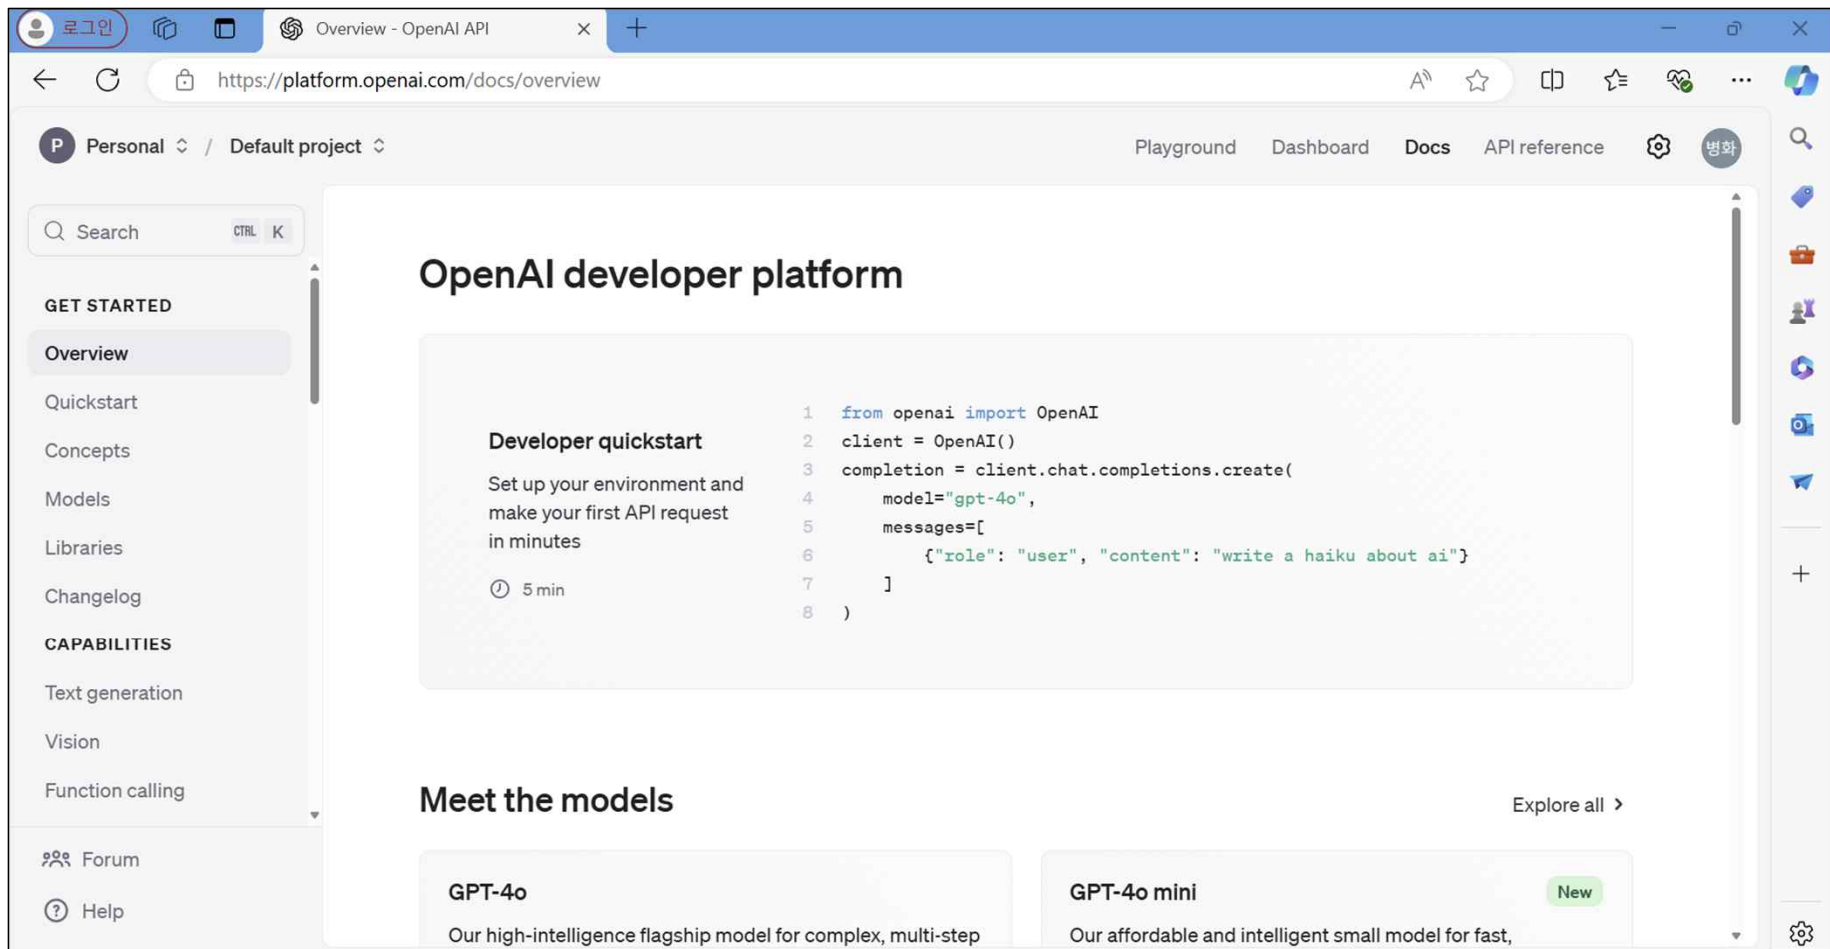 로그인
Overview - OpenAI API
https://platform.openai.com/docs/overview
P Personal / Default project
Playground Dashboard Docs API reference 병화
Search CTRL K
GET STARTED
Overview
Quickstart
Concepts
Models
Libraries
Changelog
CAPABILITIES
Text generation
Vision
Function calling
Forum
Help
OpenAI developer platform
Developer quickstart
Set up your environment and
make your first API request
in minutes
5 min
1 from openai import OpenAI
2 client = OpenAI()
3 completion = client.chat.completions.create(
4 model="gpt-4o",
5 messages=[
6 {"role": "user", "content": "write a haiku about ai"}
7 ]
8 )
Meet the models
Explore all
GPT-4o
Our high-intelligence flagship model for complex, multi-step
GPT-4o mini
New
Our affordable and intelligent small model for fast,